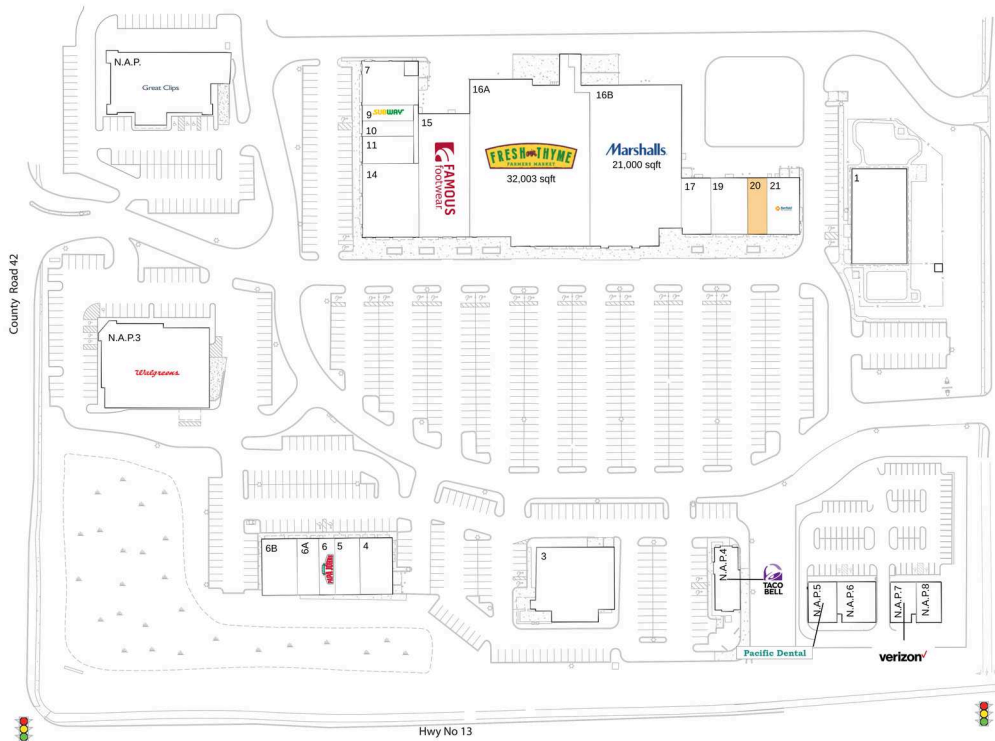 N.A.P.
Great Clips
7
9
SUBWAY
10
11
14
15
FAMOUS
footwear
16A
FRESH THYME
FARMERS MARKET
32,003 sqft
16B
Marshalls
21,000 sqft
17
19
20
21
1
County Road 42
N.A.P.3
Walgreens
6B
6A
6
5
4
3
N.A.P.4
TACO
BELL
N.A.P.5
N.A.P.6
N.A.P.7
N.A.P.8
Pacific Dental
verizon
Hwy No 13